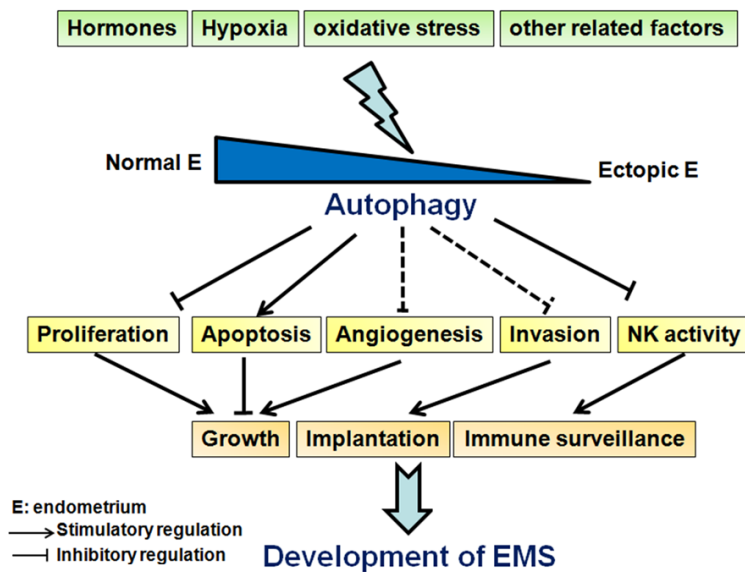 Hormones Hypoxia oxidative stress other related factors
Normal E
Ectopic E
Autophagy
Proliferation Apoptosis Angiogenesis Invasion NK activity
Growth Implantation Immune surveillance
E: endometrium
Stimulatory regulation
Inhibitory regulation
Development of EMS